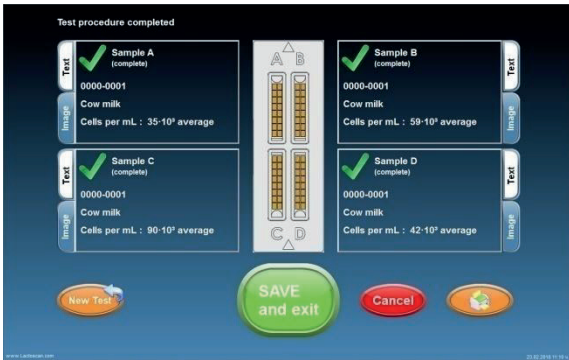 Test procedure completed
Text
Image
Sample A
(complete)
0000-0001
Cow milk
Cells per mL : 35·10³ average
A B
Sample B
(complete)
0000-0001
Cow milk
Cells per mL : 59·10³ average
Text
Image
Text
Image
Sample C
(complete)
0000-0001
Cow milk
Cells per mL : 90·10³ average
C D
Sample D
(complete)
0000-0001
Cow milk
Cells per mL : 42·10³ average
Text
Image
New Test
SAVE
and exit
Cancel